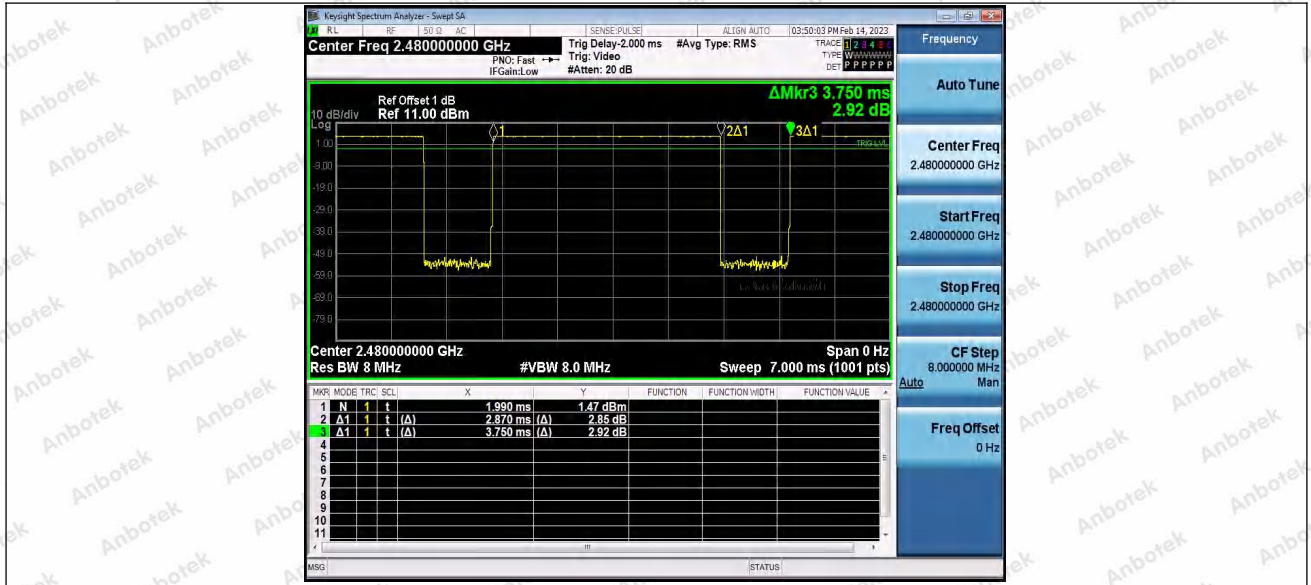 Keysight Spectrum Analyzer - Swept SA
RL RF 50 Ω AC SENSE:PULSE ALIGN AUTO 03:50:03 PM Feb 14, 2023
Center Freq 2.480000000 GHz
PNO: Fast
IFGain:Low
Trig Delay-2.000 ms
Trig: Video
#Atten: 20 dB
#Avg Type: RMS
TRACE 1 2 3 4 5 6
TYPE W
DET P P P P P P
ΔMkr3 3.750 ms
2.92 dB
Ref Offset 1 dB
10 dB/div Ref 11.00 dBm
Log
1
2Δ1
3Δ1
TRIG LVL
1.00
-9.00
-19.0
-29.0
-39.0
-49.0
-59.0
-69.0
-79.0
Center 2.480000000 GHz Span 0 Hz
Res BW 8 MHz #VBW 8.0 MHz Sweep 7.000 ms (1001 pts)
MKR MODE TRC SCL X Y FUNCTION FUNCTION WIDTH FUNCTION VALUE
1 N 1 t 1.990 ms 1.47 dBm
2 Δ1 1 t (Δ) 2.870 ms (Δ) 2.85 dB
3 Δ1 1 t (Δ) 3.750 ms (Δ) 2.92 dB
4
5
6
7
8
9
10
11
MSG STATUS
Frequency
Auto Tune
Center Freq
2.480000000 GHz
Start Freq
2.480000000 GHz
Stop Freq
2.480000000 GHz
CF Step
8.000000 MHz
Auto Man
Freq Offset
0 Hz
Anbotek